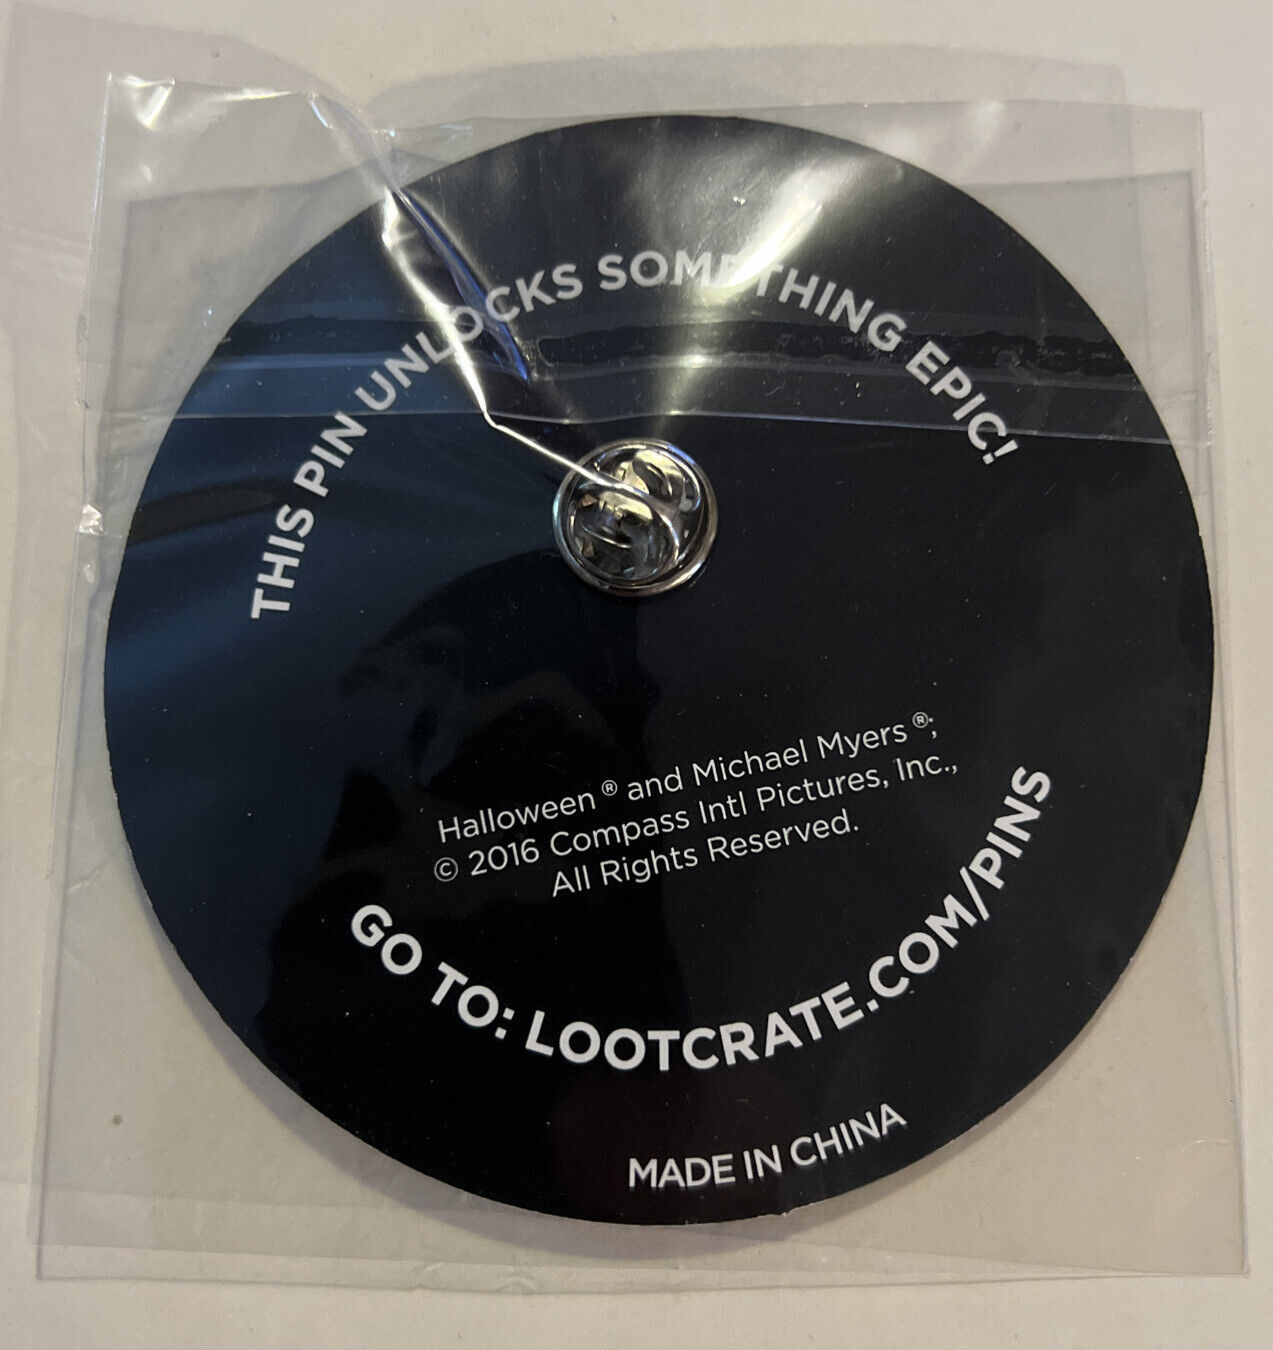 THIS PIN UNLOCKS SOMETHING EPIC!
Halloween® and Michael Myers®;
© 2016 Compass Intl Pictures, Inc.,
All Rights Reserved.
GO TO: LOOTCRATE.COM/PINS
MADE IN CHINA